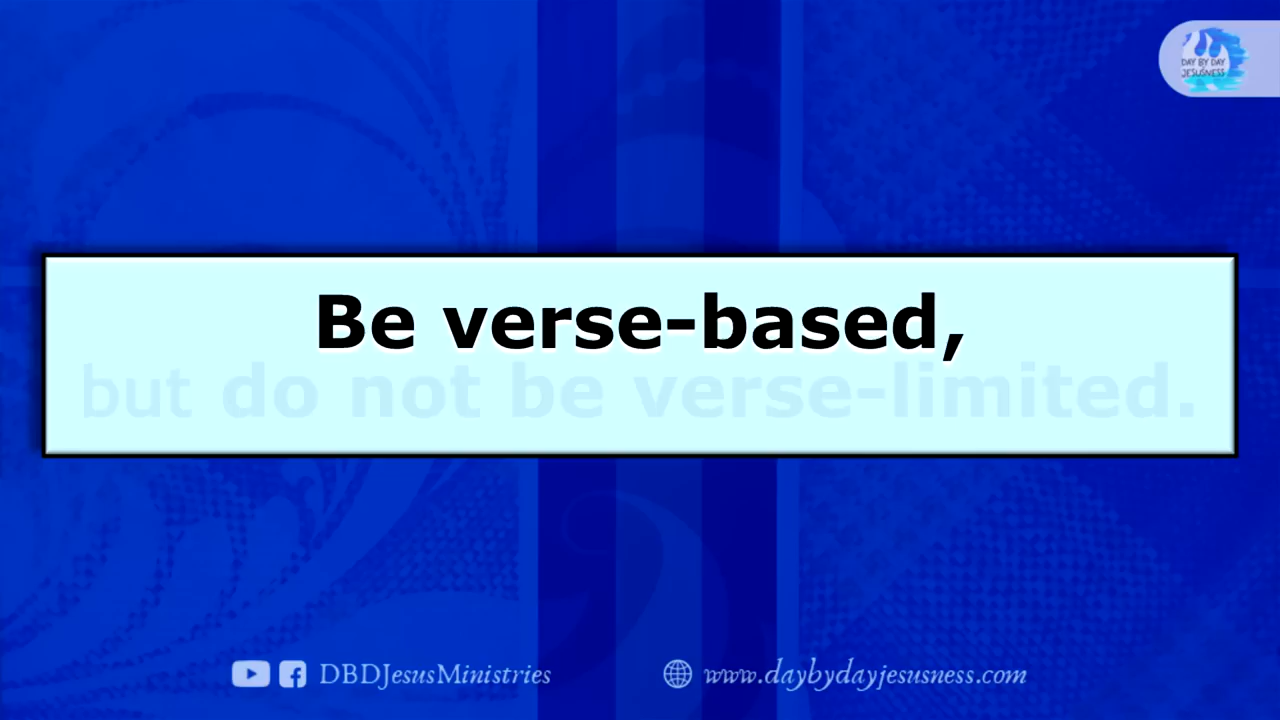 DAY BY DAY
JESUSNESS
Be verse-based,
but do not be verse-limited.
DBDJesusMinistries
www.daybydayjesusness.com